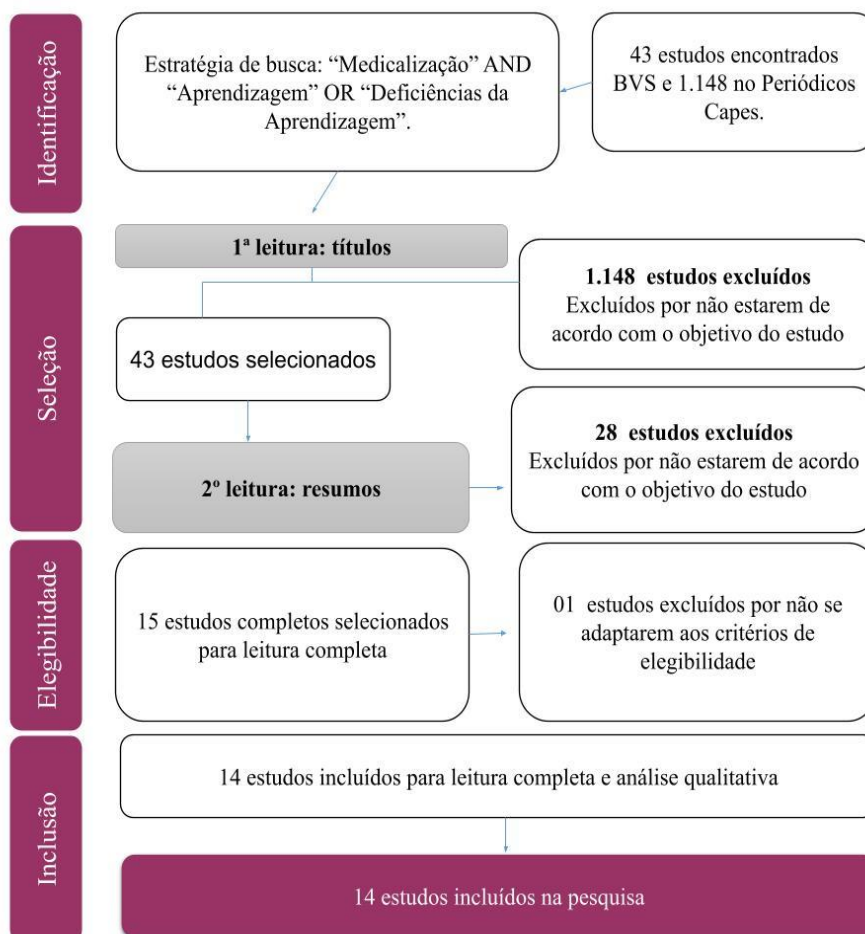 Identificação
Estratégia de busca: “Medicalização” AND
“Aprendizagem” OR “Deficiências da
Aprendizagem”.
43 estudos encontrados
BVS e 1.148 no Periódicos
Capes.
Seleção
1ª leitura: títulos
1.148 estudos excluídos
Excluídos por não estarem de
acordo com o objetivo do estudo
43 estudos selecionados
28 estudos excluídos
Excluídos por não estarem de acordo
com o objetivo do estudo
2º leitura: resumos
Elegibilidade
15 estudos completos selecionados
para leitura completa
01 estudos excluídos por não se
adaptarem aos critérios de
elegibilidade
Inclusão
14 estudos incluídos para leitura completa e análise qualitativa
14 estudos incluídos na pesquisa